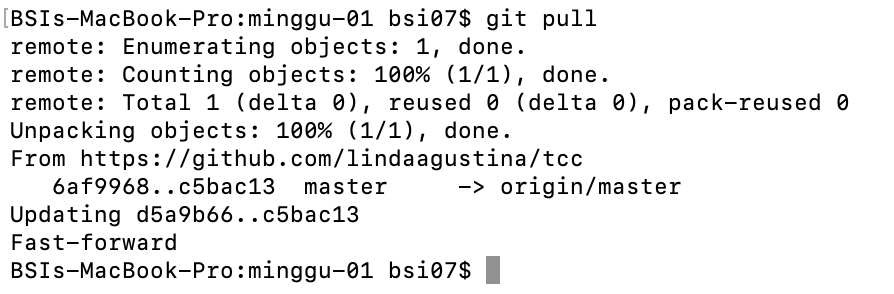 [BSIs-MacBook-Pro:minggu-01 bsi07$ git pull
remote: Enumerating objects: 1, done.
remote: Counting objects: 100% (1/1), done.
remote: Total 1 (delta 0), reused 0 (delta 0), pack-reused 0
Unpacking objects: 100% (1/1), done.
From https://github.com/lindaagustina/tcc
   6af9968..c5bac13  master     -> origin/master
Updating d5a9b66..c5bac13
Fast-forward
BSIs-MacBook-Pro:minggu-01 bsi07$